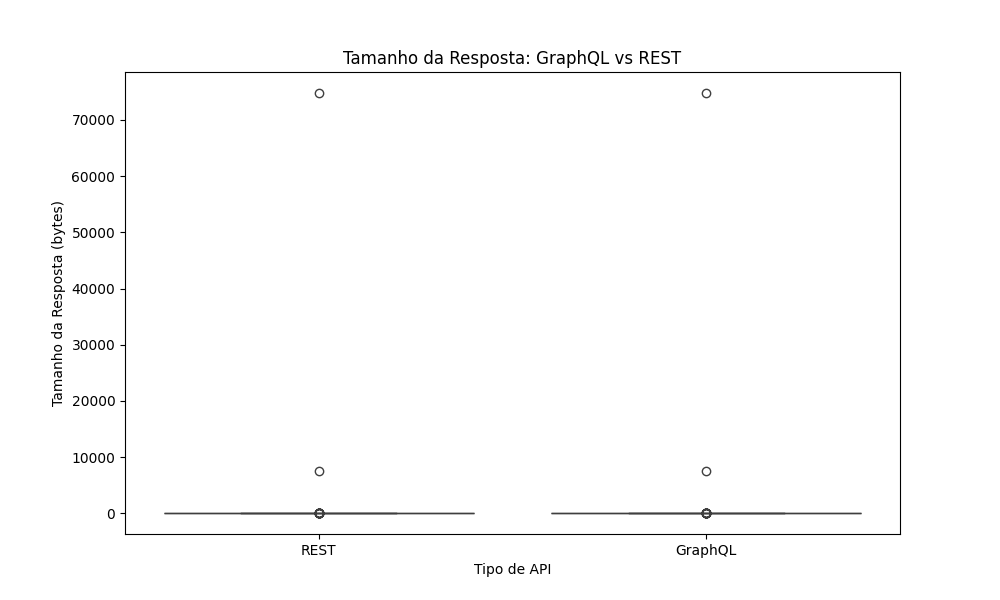 Tamanho da Resposta: GraphQL vs REST
Tamanho da Resposta (bytes)
70000
60000
50000
40000
30000
20000
10000
0
REST
GraphQL
Tipo de API